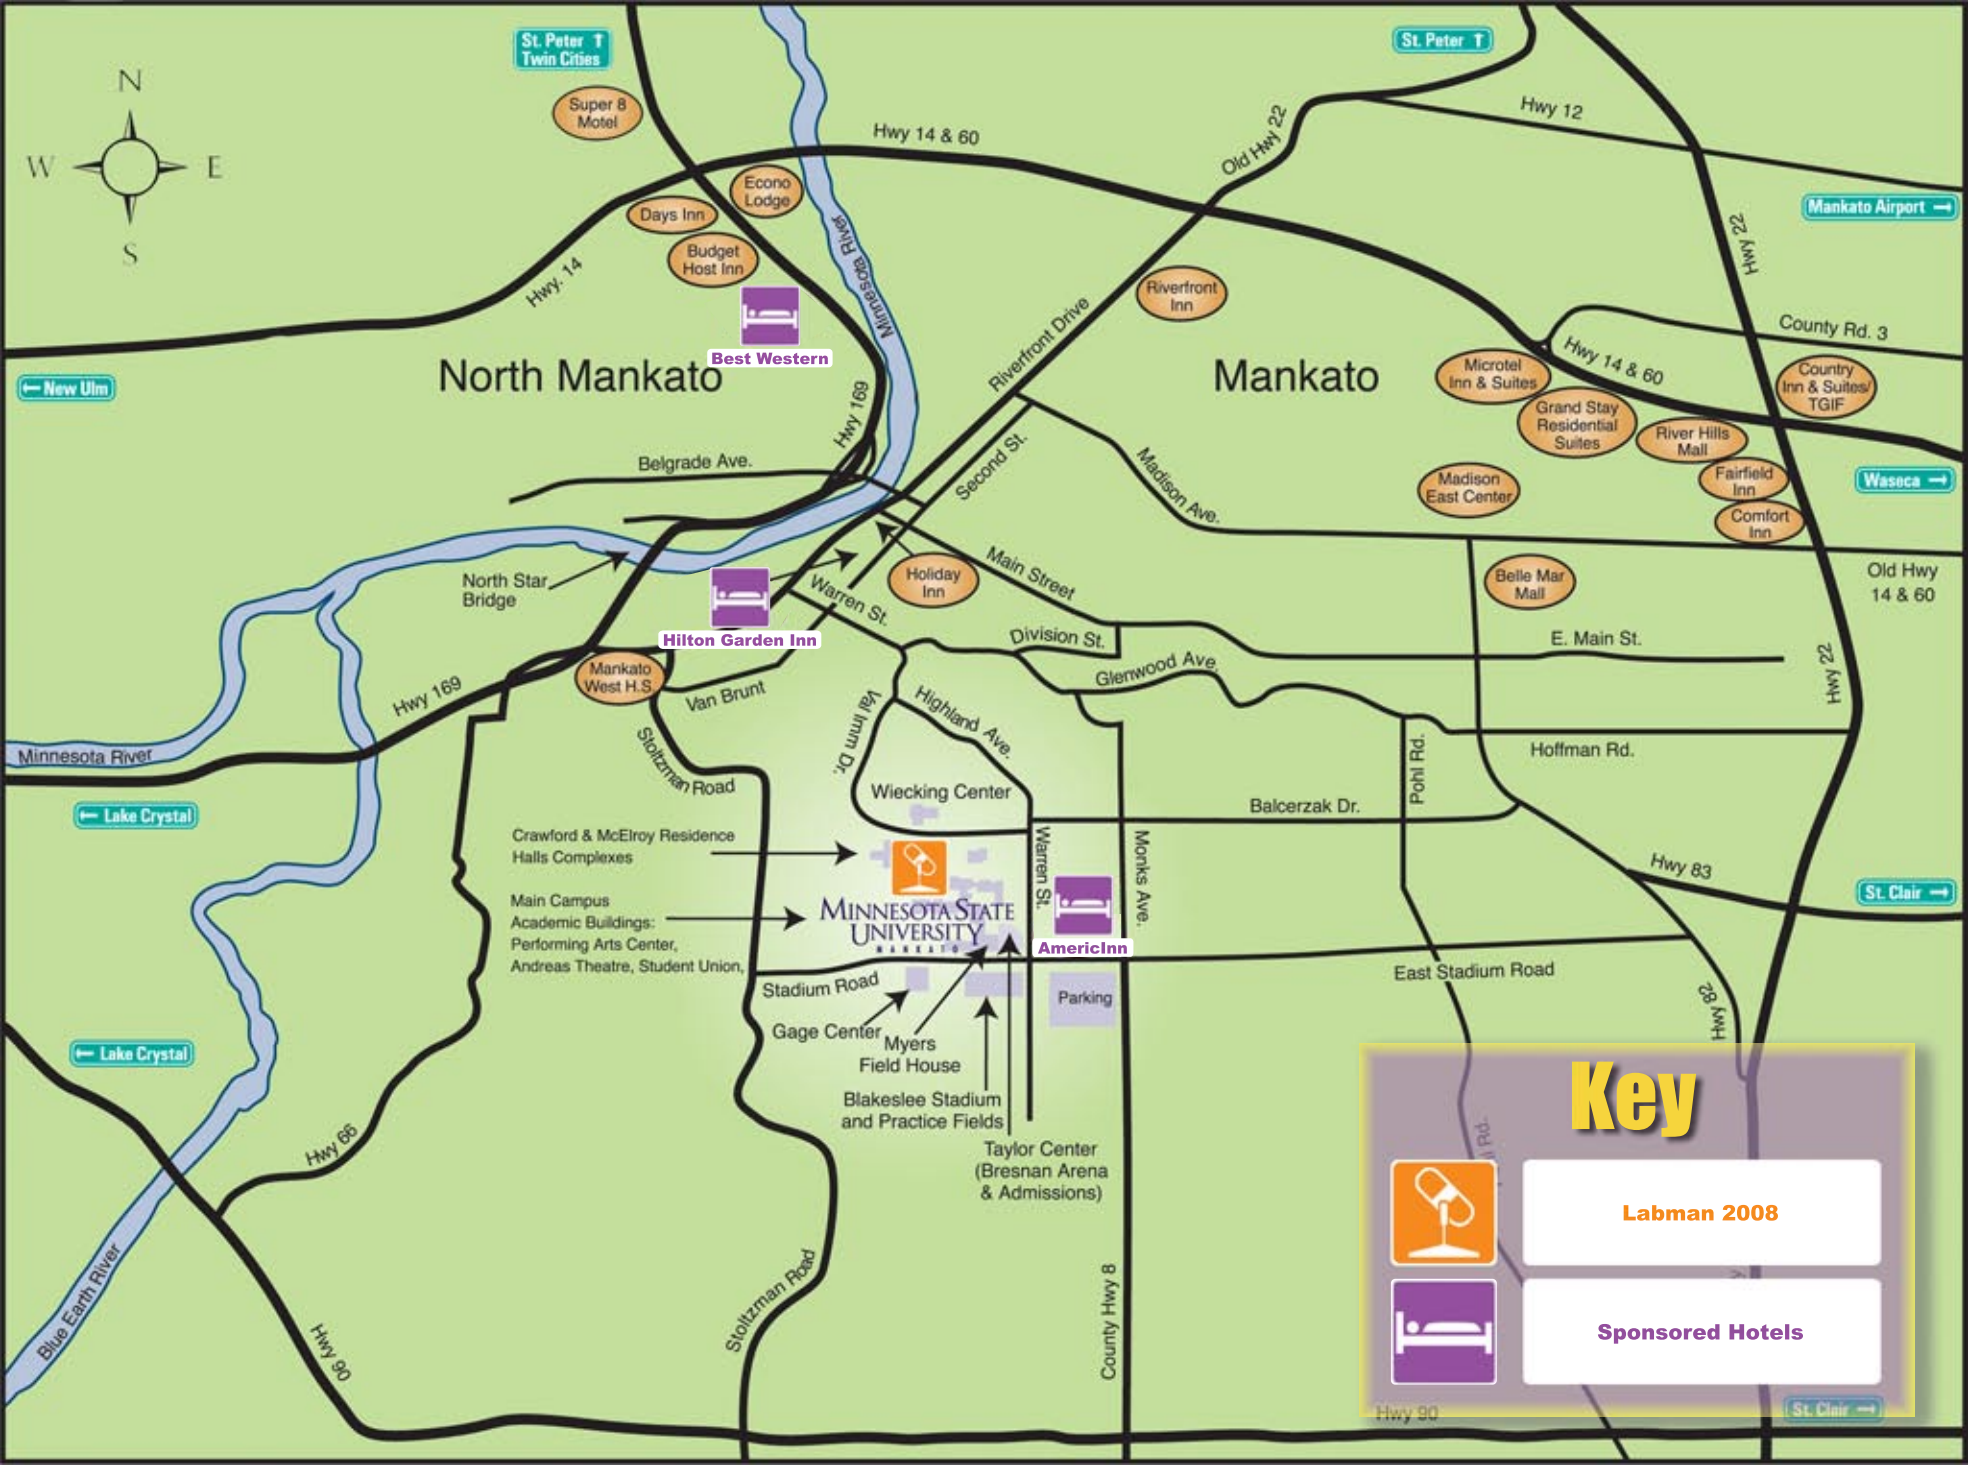 St. Peter ↑
Twin Cities
St. Peter ↑
N
W
E
S
Super 8
Motel
Hwy 14 & 60
Old Hwy 22
Hwy 12
Mankato Airport →
Econo
Lodge
Days Inn
Budget
Host Inn
Hwy. 14
Minnesota River
Hwy 22
Riverfront
Inn
Riverfront Drive
County Rd. 3
Best Western
North Mankato
Mankato
← New Ulm
Hwy 169
Microtel
Inn & Suites
Hwy 14 & 60
Country
Inn & Suites/
TGIF
Grand Stay
Residential
Suites
River Hills
Mall
Fairfield
Inn
Comfort
Inn
Waseca →
Belgrade Ave.
Second St.
Madison Ave.
Madison
East Center
North Star
Bridge
Holiday
Inn
Main Street
Warren St.
Belle Mar
Mall
Old Hwy
14 & 60
Hilton Garden Inn
Division St.
E. Main St.
Glenwood Ave.
Hwy 22
Mankato
West H.S.
Hwy 169
Van Brunt
Val Imm Dr.
Highland Ave.
Minnesota River
Stoltzman Road
Hoffman Rd.
Pohl Rd.
Wiecking Center
Balcerzak Dr.
← Lake Crystal
Crawford & McElroy Residence
Halls Complexes
Warren St.
Monks Ave.
Hwy 83
St. Clair →
Main Campus
Academic Buildings:
Performing Arts Center,
Andreas Theatre, Student Union,
MINNESOTA STATE
UNIVERSITY
MANKATO
AmericInn
Stadium Road
East Stadium Road
Parking
Gage Center
Myers
Field House
Hwy 82
← Lake Crystal
Blakeslee Stadium
and Practice Fields
Taylor Center
(Bresnan Arena
& Admissions)
Hwy 66
Key
Rd.
Labman 2008
Sponsored Hotels
Blue Earth River
Hwy 90
Stoltzman Road
County Hwy 8
Hwy 90
St. Clair →